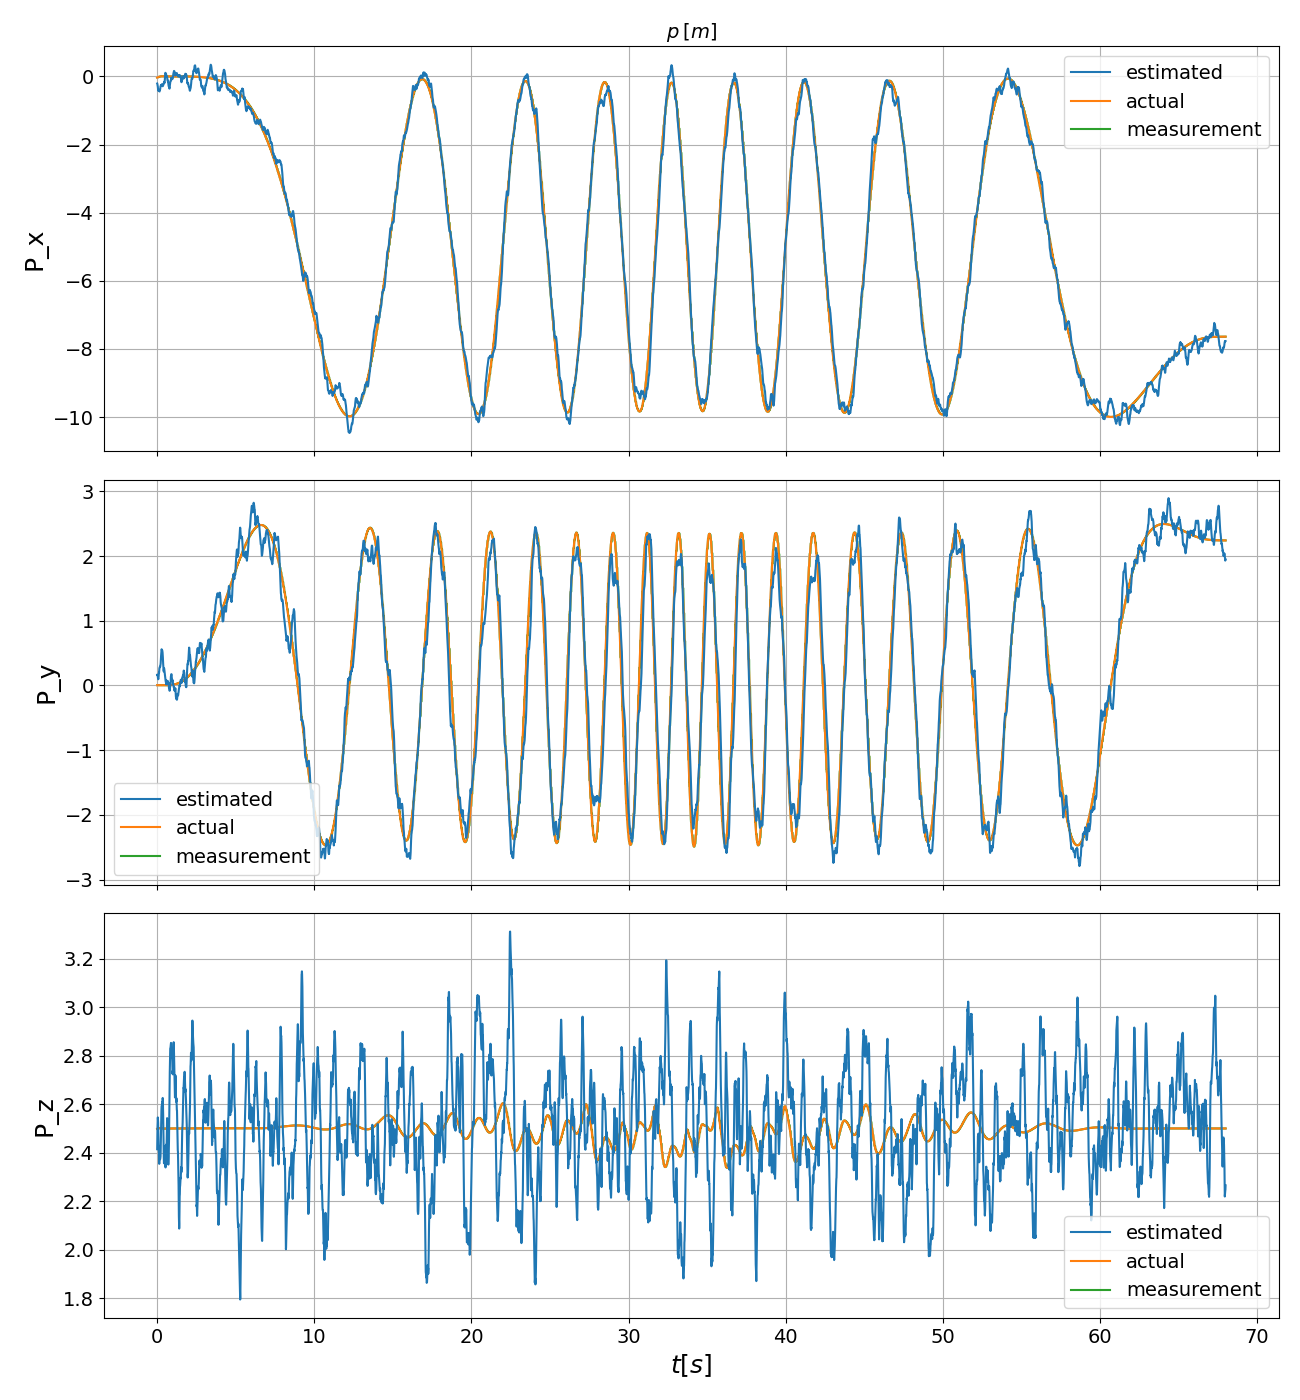 p [m]
0
−2
−4
−6
−8
−10
P_x
estimated
actual
measurement
3
2
1
0
−1
−2
−3
P_y
estimated
actual
measurement
3.2
3.0
2.8
2.6
2.4
2.2
2.0
1.8
P_z
estimated
actual
measurement
0 10 20 30 40 50 60 70
t[s]